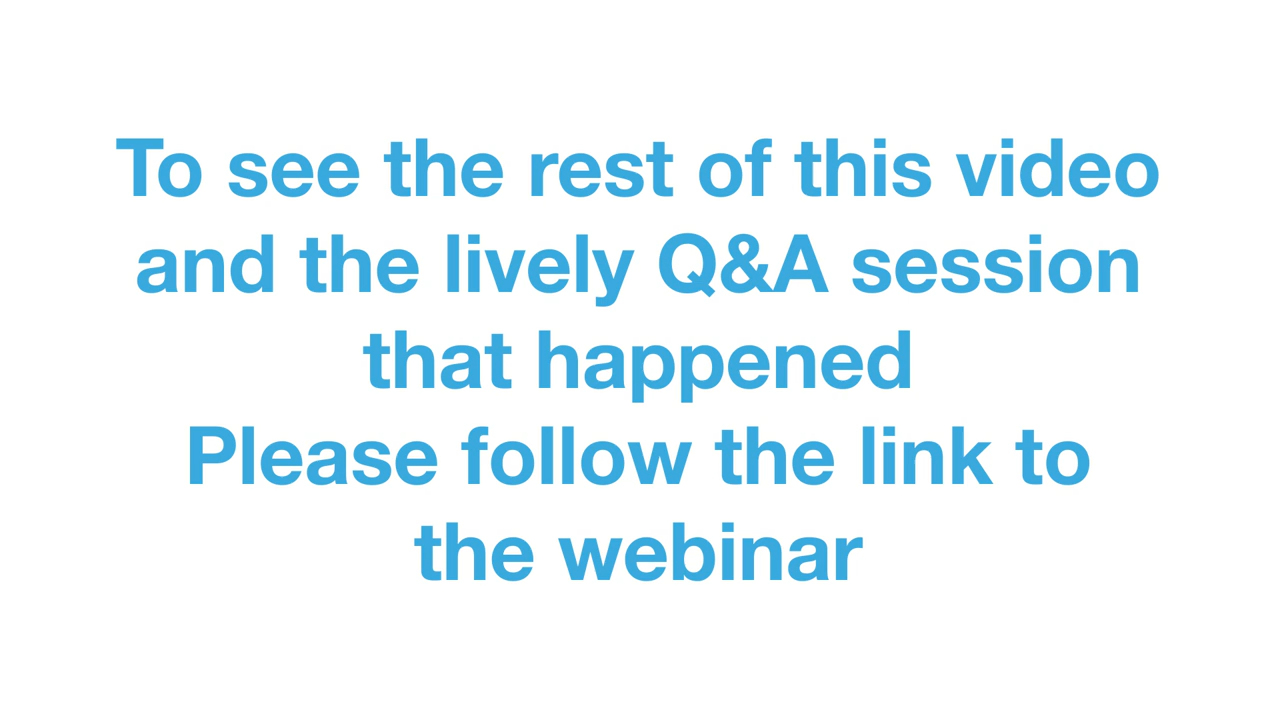 To see the rest of this video
and the lively Q&A session
that happened
Please follow the link to
the webinar